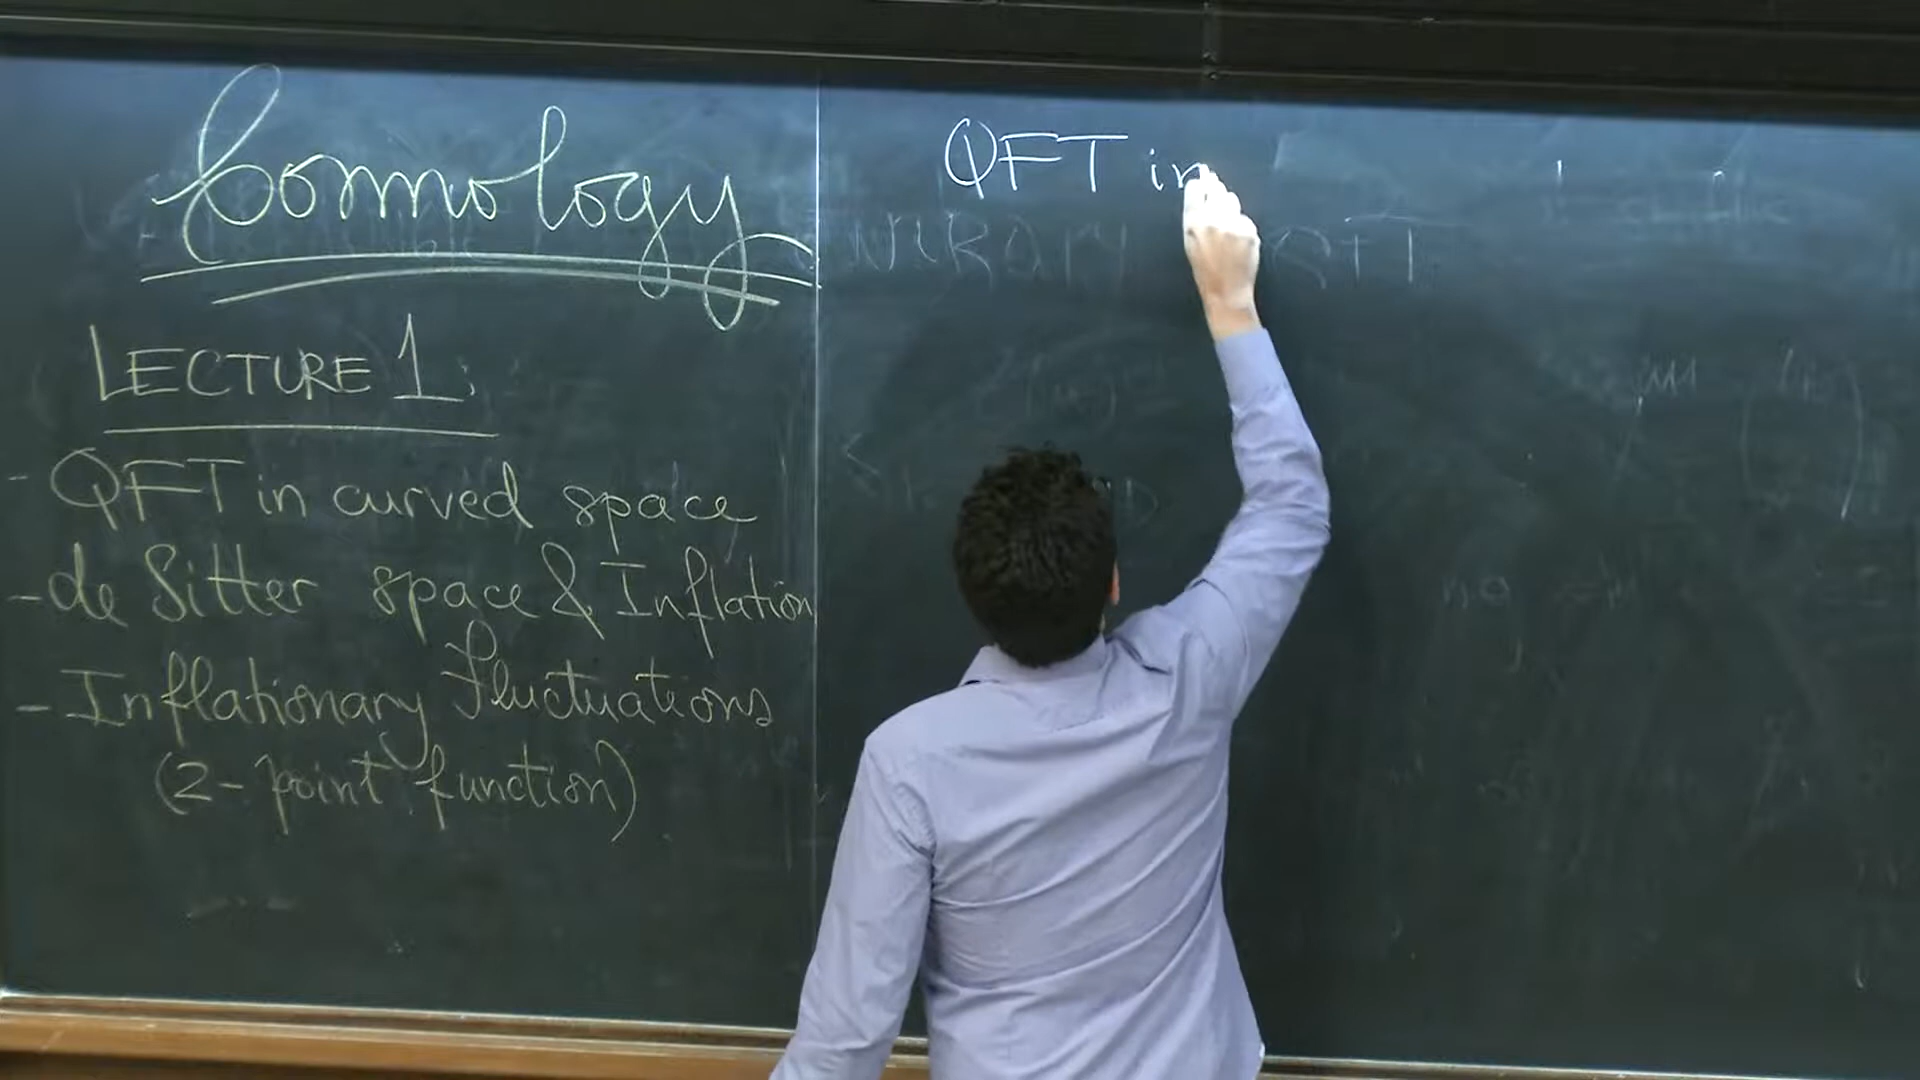 Cosmology
LECTURE 1:
- QFT in curved space
- de Sitter space & Inflation
- Inflationary Fluctuations
(2-point function)
QFT in